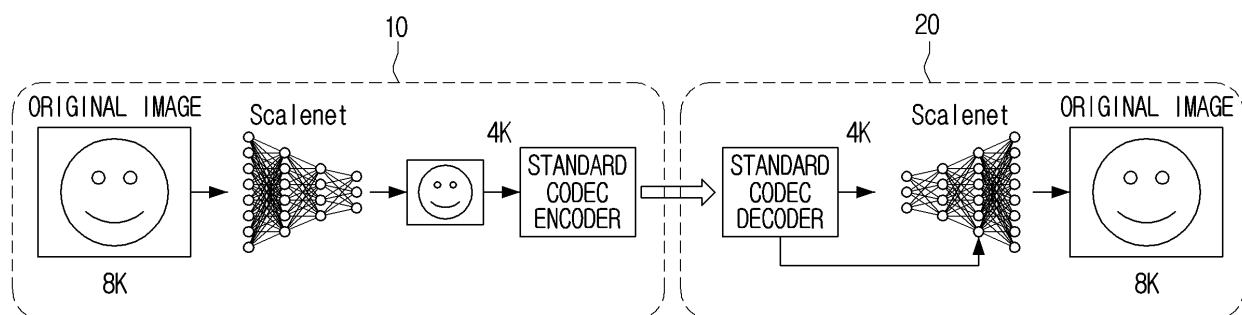 10
20
ORIGINAL IMAGE
Scalenet
4K
STANDARD
CODEC
ENCODER
8K
4K
Scalenet
ORIGINAL IMAGE
STANDARD
CODEC
DECODER
8K